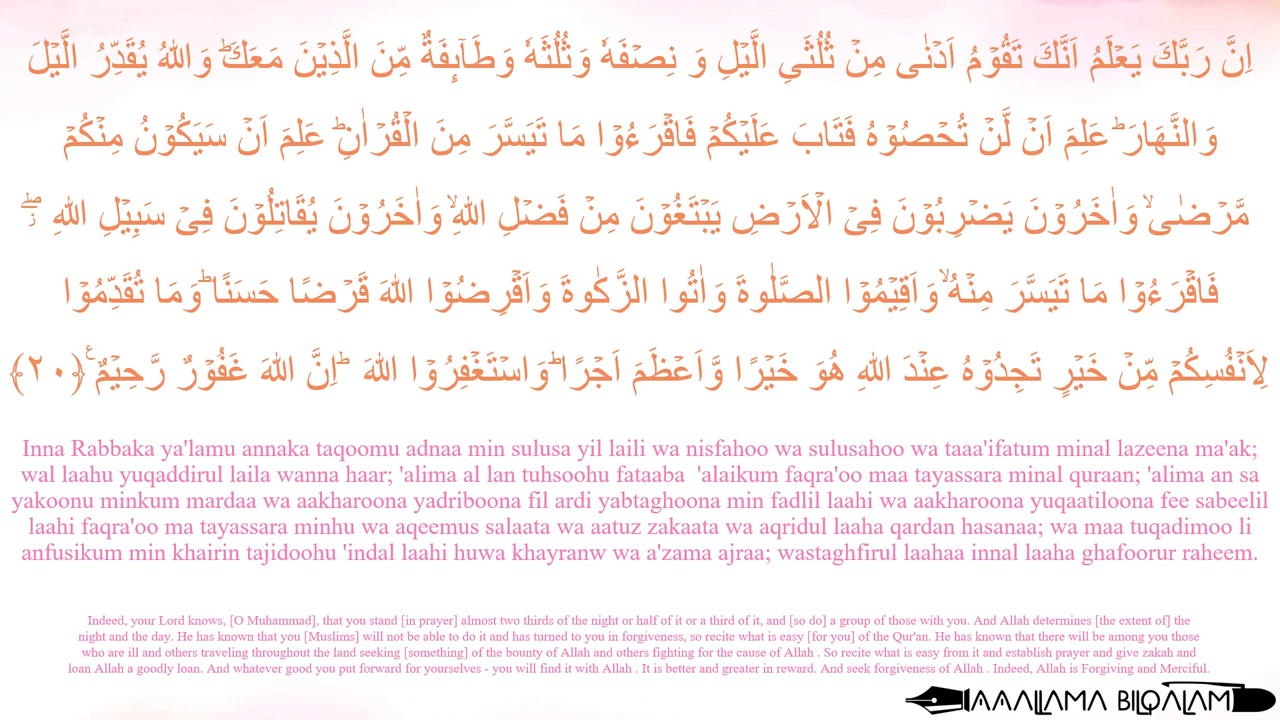 اِنَّ رَبَّكَ يَعْلَمُ اَنَّكَ تَقُوْمُ اَدْنٰى مِنْ ثُلُثَىِ الَّيْلِ وَ نِصْفَهٗ وَثُلُثَهٗ وَطَآٮِٕفَةٌ مِّنَ الَّذِيْنَ مَعَكَ‌ؕ وَاللهُ يُقَدِّرُ الَّيْلَ
وَالنَّهَارَ‌ؕ عَلِمَ اَنْ لَّنْ تُحْصُوْهُ فَتَابَ عَلَيْكُمْ‌ فَاقْرَءُوْا مَا تَيَسَّرَ مِنَ الْقُرْاٰنِ‌ؕ عَلِمَ اَنْ سَيَكُوْنُ مِنْكُمْ
مَّرْضٰى‌ۙ وَاٰخَرُوْنَ يَضْرِبُوْنَ فِى الْاَرْضِ يَبْتَغُوْنَ مِنْ فَضْلِ اللهِ‌ۙ وَاٰخَرُوْنَ يُقَاتِلُوْنَ فِىْ سَبِيْلِ اللهِ ‌ۖ
فَاقْرَءُوْا مَا تَيَسَّرَ مِنْهُ‌ۙ وَاَقِيْمُوا الصَّلٰوةَ وَاٰتُوا الزَّكٰوةَ وَاَقْرِضُوا اللهَ قَرْضًا حَسَنًا‌ؕ وَمَا تُقَدِّمُوْا
لِاَنْفُسِكُمْ مِّنْ خَيْرٍ تَجِدُوْهُ عِنْدَ اللهِ هُوَ خَيْرًا وَّاَعْظَمَ اَجْرًا‌ؕ وَاسْتَغْفِرُوْا اللهَ ‌ؕ اِنَّ اللهَ غَفُوْرٌ رَّحِيْمٌ ﴿۲۰﴾
Inna Rabbaka ya'lamu annaka taqoomu adnaa min sulusa yil laili wa nisfahoo wa sulusahoo wa taaa'ifatum minal lazeena ma'ak;
wal laahu yuqaddirul laila wanna haar; 'alima al lan tuhsoohu fataaba 'alaikum faqra'oo maa tayassara minal quraan; 'alima an sa
yakoonu minkum mardaa wa aakharoona yadriboona fil ardi yabtaghoona min fadlil laahi wa aakharoona yuqaatiloona fee sabeelil
laahi faqra'oo ma tayassara minhu wa aqeemus salaata wa aatuz zakaata wa aqridul laaha qardan hasanaa; wa maa tuqadimoo li
anfusikum min khairin tajidoohu 'indal laahi huwa khayranw wa a'zama ajraa; wastaghfirul laahaa innal laaha ghafoorur raheem.
Indeed, your Lord knows, [O Muhammad], that you stand [in prayer] almost two thirds of the night or half of it or a third of it, and [so do] a group of those with you. And Allah determines [the extent of] the
night and the day. He has known that you [Muslims] will not be able to do it and has turned to you in forgiveness, so recite what is easy [for you] of the Qur'an. He has known that there will be among you those
who are ill and others traveling throughout the land seeking [something] of the bounty of Allah and others fighting for the cause of Allah . So recite what is easy from it and establish prayer and give zakah and
loan Allah a goodly loan. And whatever good you put forward for yourselves - you will find it with Allah . It is better and greater in reward. And seek forgiveness of Allah . Indeed, Allah is Forgiving and Merciful.
AAALLAMA BILQALAM